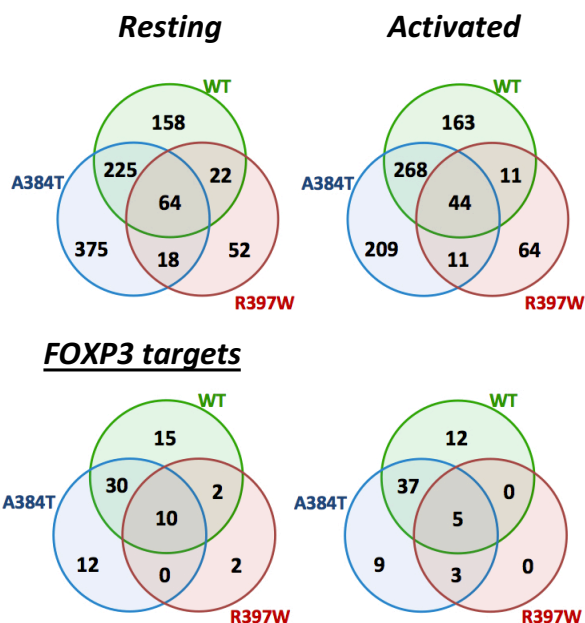 Resting Activated
WT WT
158 163
A384T 225 22 A384T 268 11
64 44
375 18 52 209 11 64
R397W R397W
FOXP3 targets
WT WT
15 12
A384T 30 2 A384T 37 0
10 5
12 0 2 9 3 0
R397W R397W